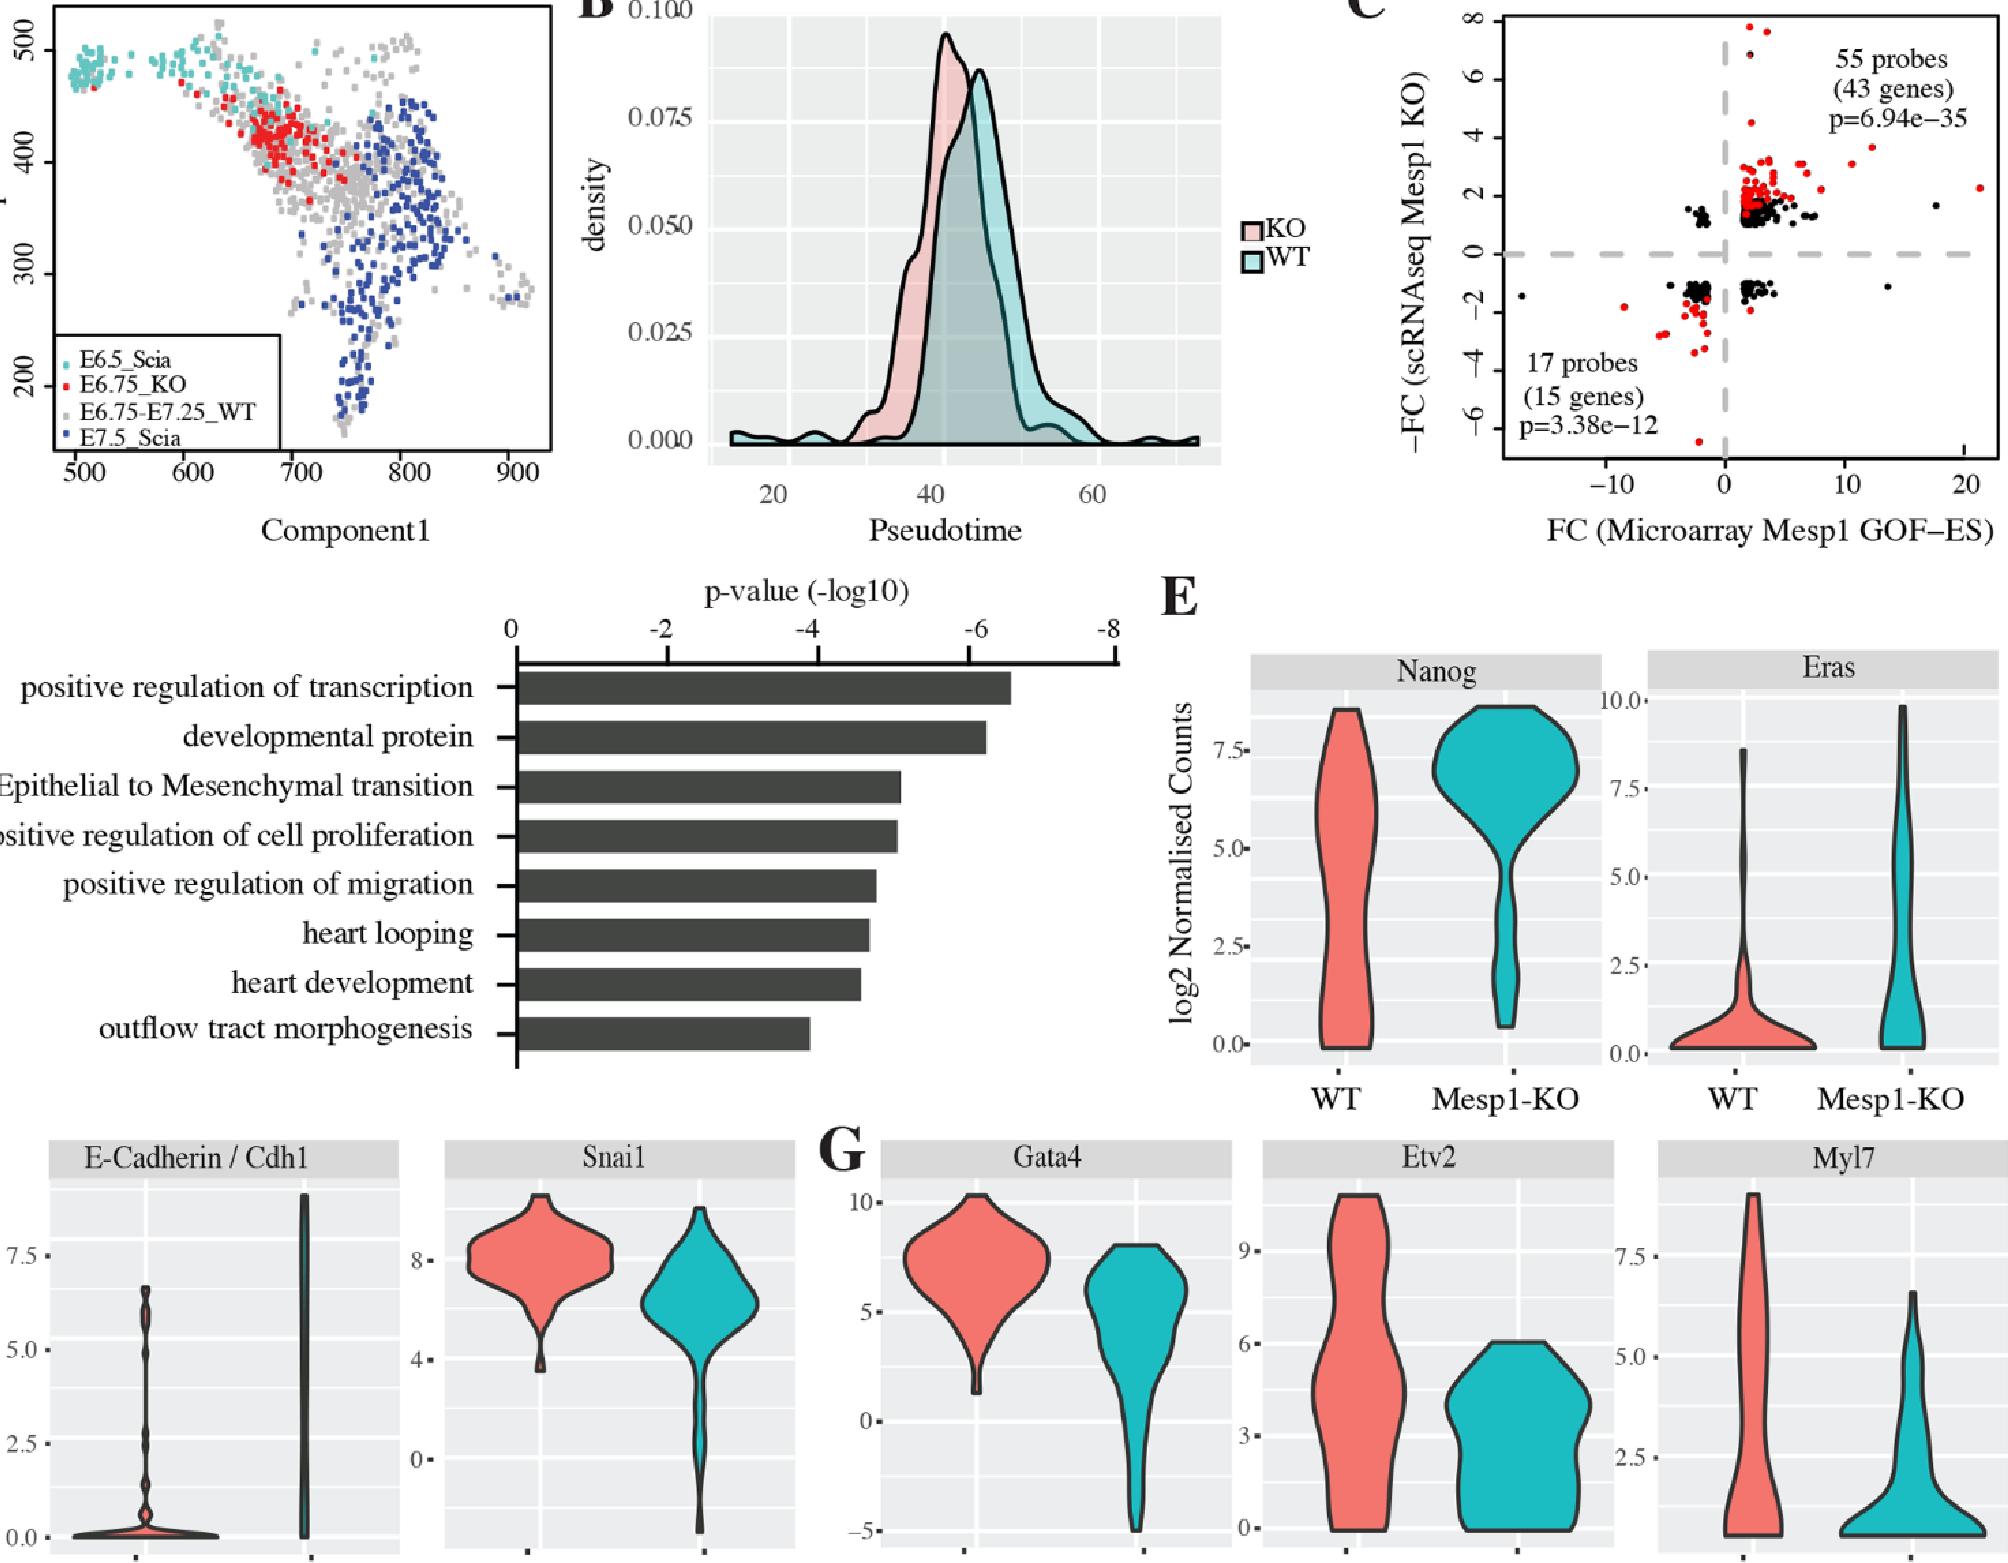 500
400
300
200
E6.5_Scia
E6.75_KO
E6.75-E7.25_WT
E7.5_Scia
500
600
700
800
900
Component1
B
0.100
0.075
0.050
0.025
0.000
density
20
40
60
Pseudotime
KO
WT
C
8
6
4
2
0
−2
−4
−6
−FC (scRNAseq Mesp1 KO)
55 probes
(43 genes)
p=6.94e−35
17 probes
(15 genes)
p=3.38e−12
−10
0
10
20
FC (Microarray Mesp1 GOF−ES)
p-value (-log10)
0
-2
-4
-6
-8
positive regulation of transcription
developmental protein
Epithelial to Mesenchymal transition
ositive regulation of cell proliferation
positive regulation of migration
heart looping
heart development
outflow tract morphogenesis
E
log2 Normalised Counts
Nanog
7.5
5.0
2.5
0.0
WT
Mesp1-KO
Eras
10.0
7.5
5.0
2.5
0.0
WT
Mesp1-KO
E-Cadherin / Cdh1
7.5
5.0
2.5
0.0
Snai1
8
4
0
G
Gata4
10
5
0
−5
Etv2
9
6
3
0
Myl7
7.5
5.0
2.5